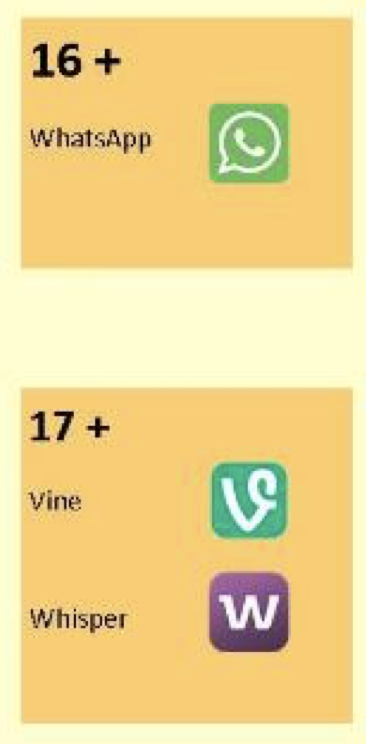 16 +
WhatsApp
17 +
Vine
Whisper